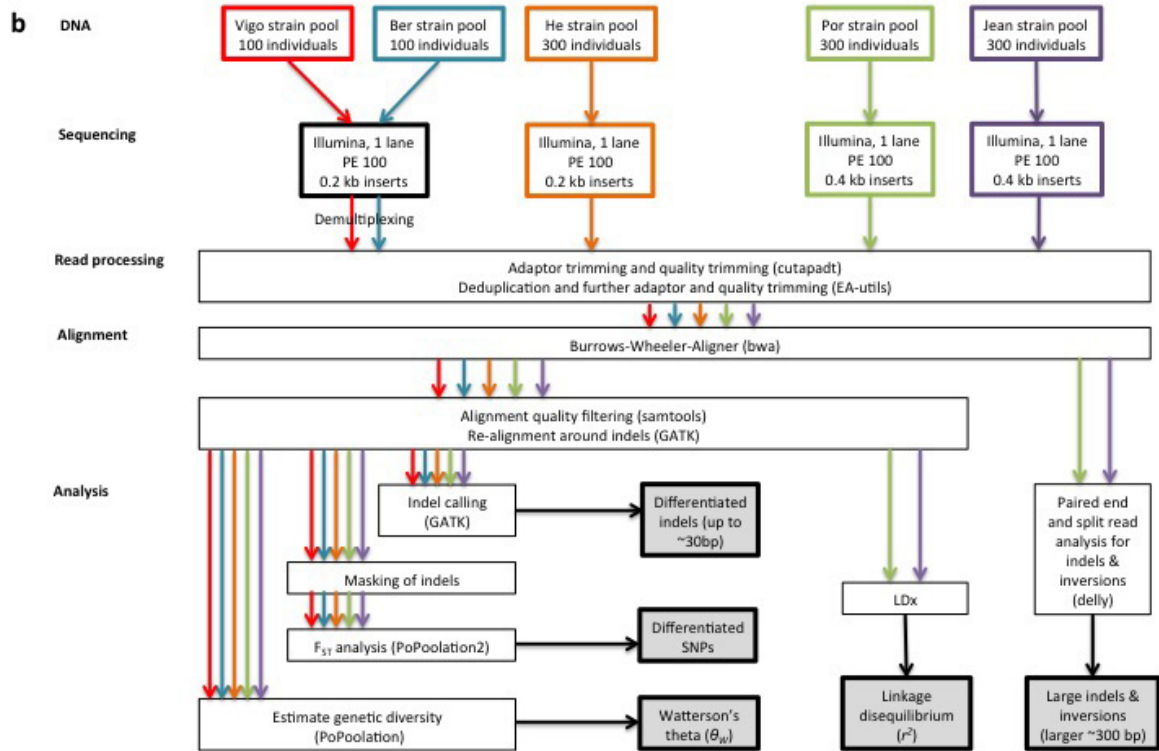 b
DNA
Vigo strain pool
100 individuals
Ber strain pool
100 individuals
He strain pool
300 individuals
Por strain pool
300 individuals
Jean strain pool
300 individuals
Sequencing
Illumina, 1 lane
PE 100
0.2 kb inserts
Illumina, 1 lane
PE 100
0.2 kb inserts
Illumina, 1 lane
PE 100
0.4 kb inserts
Illumina, 1 lane
PE 100
0.4 kb inserts
Demultiplexing
Read processing
Adaptor trimming and quality trimming (cutapadt)
Deduplication and further adaptor and quality trimming (EA-utils)
Alignment
Burrows-Wheeler-Aligner (bwa)
Alignment quality filtering (samtools)
Re-alignment around indels (GATK)
Analysis
Indel calling
(GATK)
Differentiated
indels (up to
~30bp)
Paired end
and split read
analysis for
indels &
inversions
(delly)
Masking of indels
LDx
FST analysis (PoPoolation2)
Differentiated
SNPs
Estimate genetic diversity
(PoPoolation)
Watterson's
theta (θw)
Linkage
disequilibrium
(r²)
Large indels &
inversions
(larger ~300 bp)